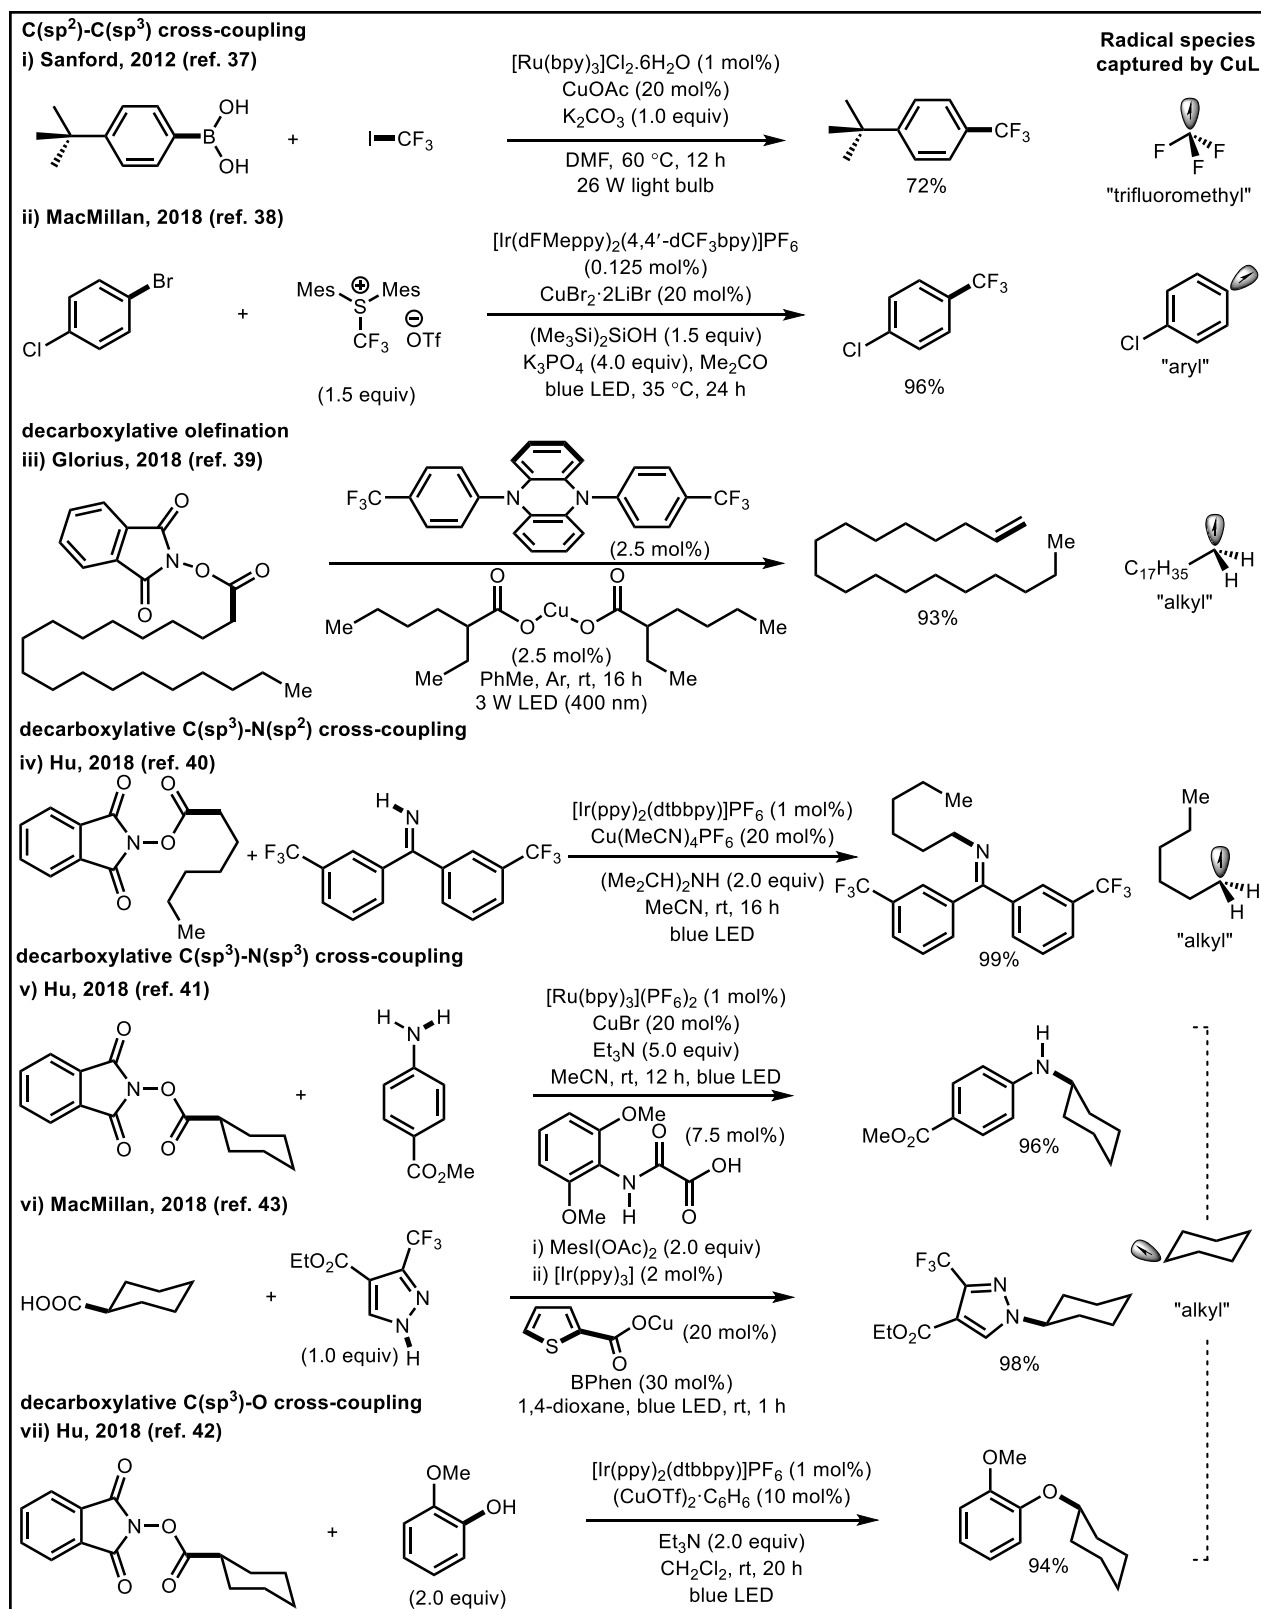 C(sp²)-C(sp³) cross-coupling
i) Sanford, 2012 (ref. 37)
Radical species
captured by CuL
OH
B
OH
+
I
CF₃
[Ru(bpy)₃]Cl₂.6H₂O (1 mol%)
CuOAc (20 mol%)
K₂CO₃ (1.0 equiv)
DMF, 60 °C, 12 h
26 W light bulb
CF₃
72%
F
F
F
"trifluoromethyl"
ii) MacMillan, 2018 (ref. 38)
Br
Cl
+
Mes
⊕
S
Mes
CF₃
⊖
OTf
(1.5 equiv)
[Ir(dFMeppy)₂(4,4′-dCF₃bpy)]PF₆
(0.125 mol%)
CuBr₂·2LiBr (20 mol%)
(Me₃Si)₂SiOH (1.5 equiv)
K₃PO₄ (4.0 equiv), Me₂CO
blue LED, 35 °C, 24 h
CF₃
Cl
96%
Cl
"aryl"
decarboxylative olefination
iii) Glorius, 2018 (ref. 39)
O
N
O
O
O
Me
F₃C
N
N
CF₃
(2.5 mol%)
O
O
Cu
O
O
Me
Me
Me
Me
(2.5 mol%)
PhMe, Ar, rt, 16 h
3 W LED (400 nm)
Me
93%
C₁₇H₃₅
H
H
"alkyl"
decarboxylative C(sp³)-N(sp²) cross-coupling
iv) Hu, 2018 (ref. 40)
O
N
O
O
O
Me
+
H
N
F₃C
CF₃
[Ir(ppy)₂(dtbbpy)]PF₆ (1 mol%)
Cu(MeCN)₄PF₆ (20 mol%)
(Me₂CH)₂NH (2.0 equiv)
MeCN, rt, 16 h
blue LED
Me
N
F₃C
CF₃
99%
Me
H
H
"alkyl"
decarboxylative C(sp³)-N(sp³) cross-coupling
v) Hu, 2018 (ref. 41)
O
N
O
O
O
+
H
H
N
CO₂Me
[Ru(bpy)₃](PF₆)₂ (1 mol%)
CuBr (20 mol%)
Et₃N (5.0 equiv)
MeCN, rt, 12 h, blue LED
OMe
O
(7.5 mol%)
OH
N
H
O
OMe
H
N
MeO₂C
96%
vi) MacMillan, 2018 (ref. 43)
HOOC
+
EtO₂C
CF₃
N
N
H
(1.0 equiv)
i) MesI(OAc)₂ (2.0 equiv)
ii) [Ir(ppy)₃] (2 mol%)
S
OCu
O
(20 mol%)
BPhen (30 mol%)
1,4-dioxane, blue LED, rt, 1 h
F₃C
N
N
EtO₂C
98%
"alkyl"
decarboxylative C(sp³)-O cross-coupling
vii) Hu, 2018 (ref. 42)
O
N
O
O
O
+
OMe
OH
(2.0 equiv)
[Ir(ppy)₂(dtbbpy)]PF₆ (1 mol%)
(CuOTf)₂·C₆H₆ (10 mol%)
Et₃N (2.0 equiv)
CH₂Cl₂, rt, 20 h
blue LED
OMe
O
94%